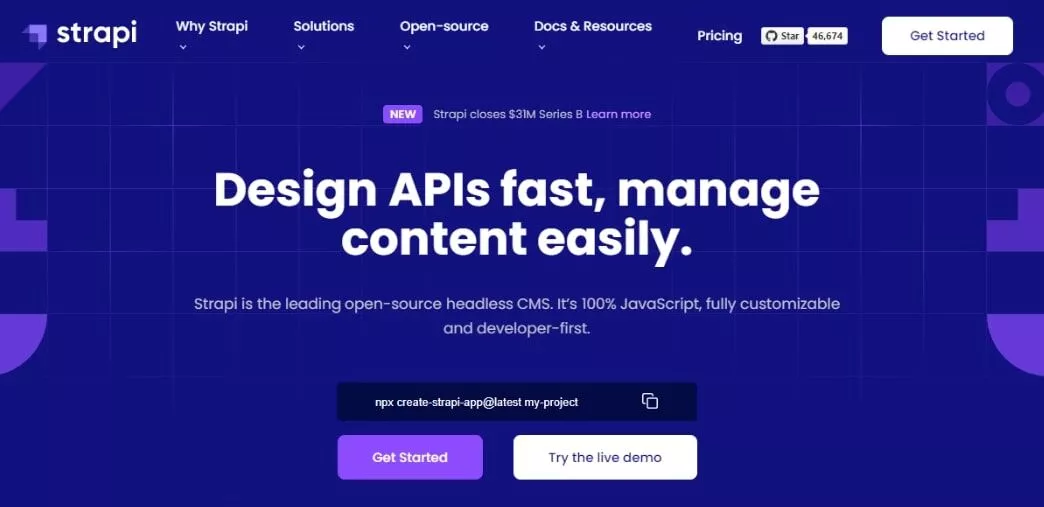 strapi
Why Strapi
Solutions
Open-source
Docs & Resources
Pricing
Star
46,674
Get Started
NEW Strapi closes $31M Series B Learn more
Design APIs fast, manage
content easily.
Strapi is the leading open-source headless CMS. It’s 100% JavaScript, fully customizable
and developer-first.
npx create-strapi-app@latest my-project
Get Started
Try the live demo